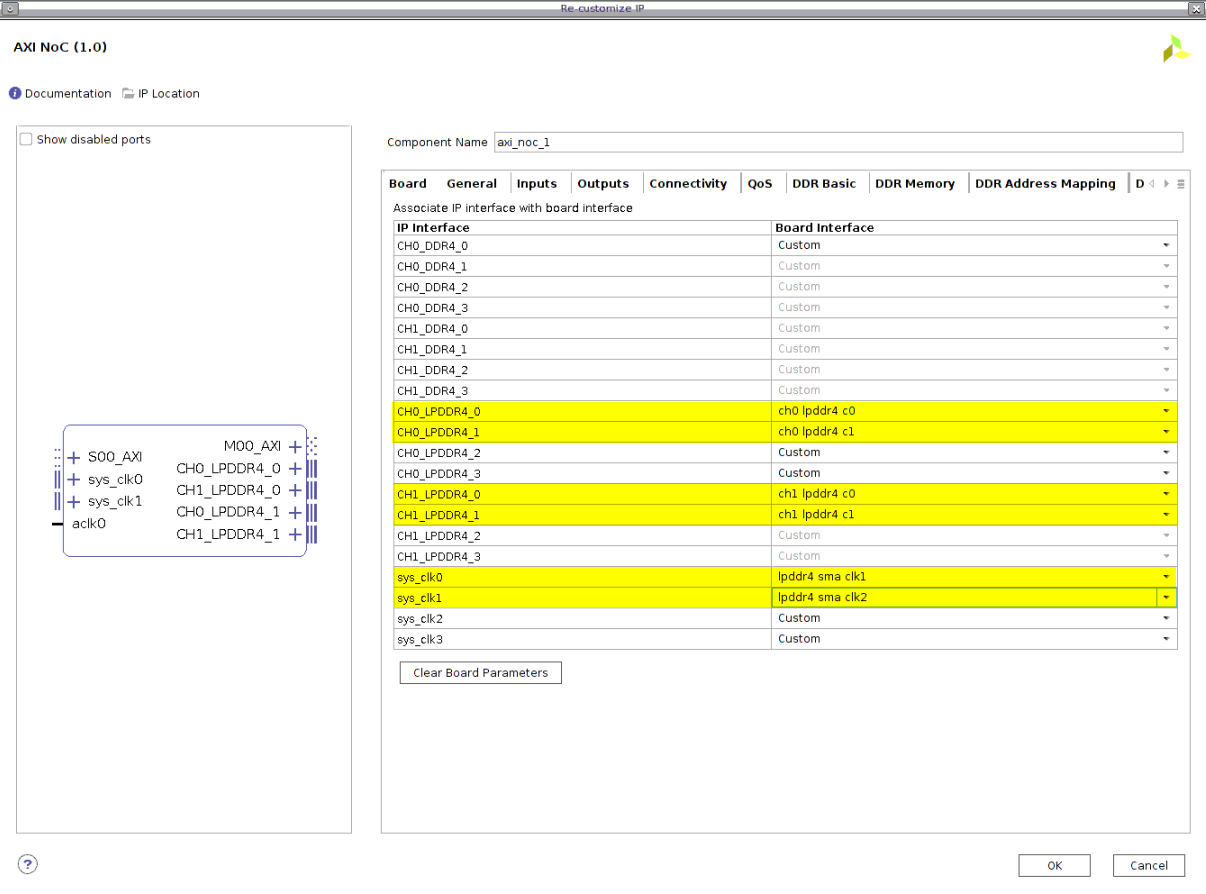 Re-customize IP
AXI NoC (1.0)
Documentation IP Location
Show disabled ports
S00_AXI
sys_clk0
sys_clk1
aclk0
M00_AXI
CH0_LPDDR4_0
CH1_LPDDR4_0
CH0_LPDDR4_1
CH1_LPDDR4_1
Component Name axi_noc_1
Board General Inputs Outputs Connectivity QoS DDR Basic DDR Memory DDR Address Mapping D
Associate IP interface with board interface
IP Interface Board Interface
CH0_DDR4_0 Custom
CH0_DDR4_1 Custom
CH0_DDR4_2 Custom
CH0_DDR4_3 Custom
CH1_DDR4_0 Custom
CH1_DDR4_1 Custom
CH1_DDR4_2 Custom
CH1_DDR4_3 Custom
CH0_LPDDR4_0 ch0 lpddr4 c0
CH0_LPDDR4_1 ch0 lpddr4 c1
CH0_LPDDR4_2 Custom
CH0_LPDDR4_3 Custom
CH1_LPDDR4_0 ch1 lpddr4 c0
CH1_LPDDR4_1 ch1 lpddr4 c1
CH1_LPDDR4_2 Custom
CH1_LPDDR4_3 Custom
sys_clk0 lpddr4 sma clk1
sys_clk1 lpddr4 sma clk2
sys_clk2 Custom
sys_clk3 Custom
Clear Board Parameters
? OK Cancel